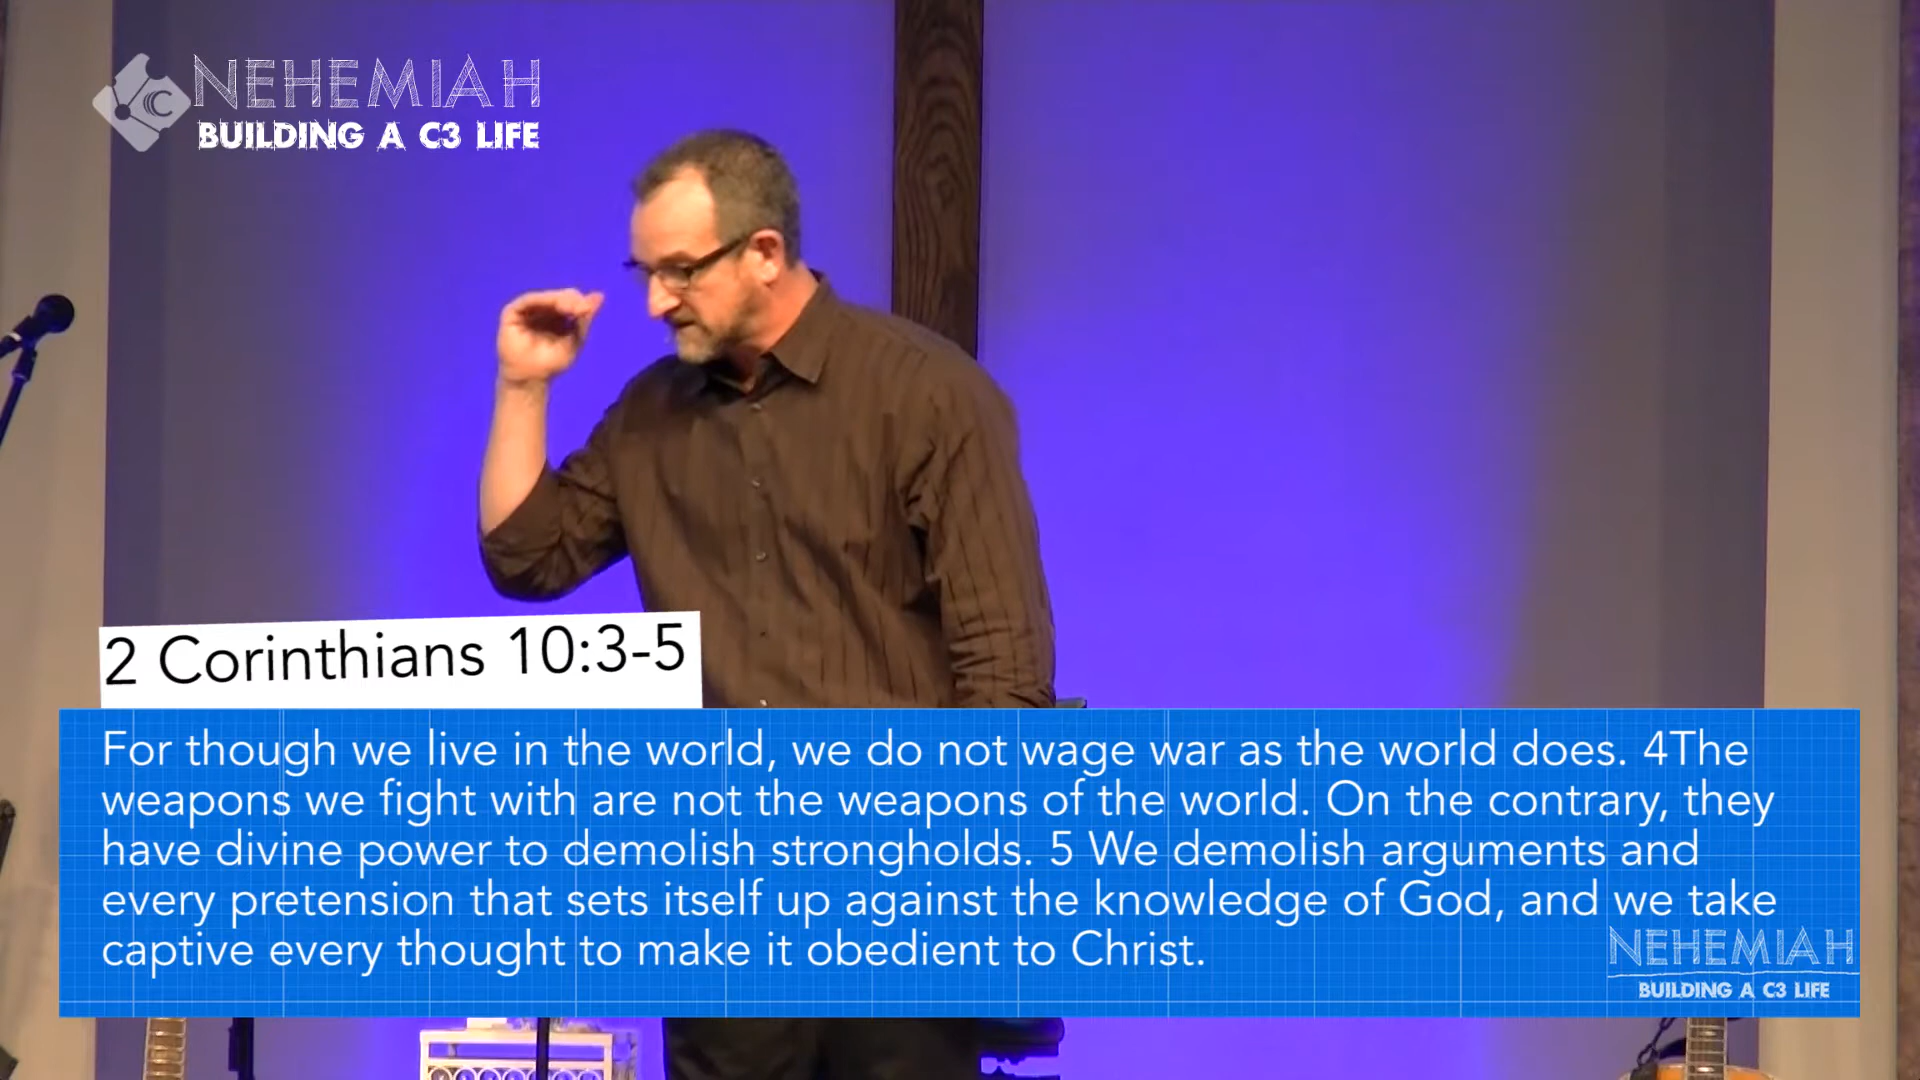 NEHEMIAH
BUILDING A C3 LIFE
2 Corinthians 10:3-5
For though we live in the world, we do not wage war as the world does. 4The
weapons we fight with are not the weapons of the world. On the contrary, they
have divine power to demolish strongholds. 5 We demolish arguments and
every pretension that sets itself up against the knowledge of God, and we take
captive every thought to make it obedient to Christ.
NEHEMIAH
BUILDING A C3 LIFE